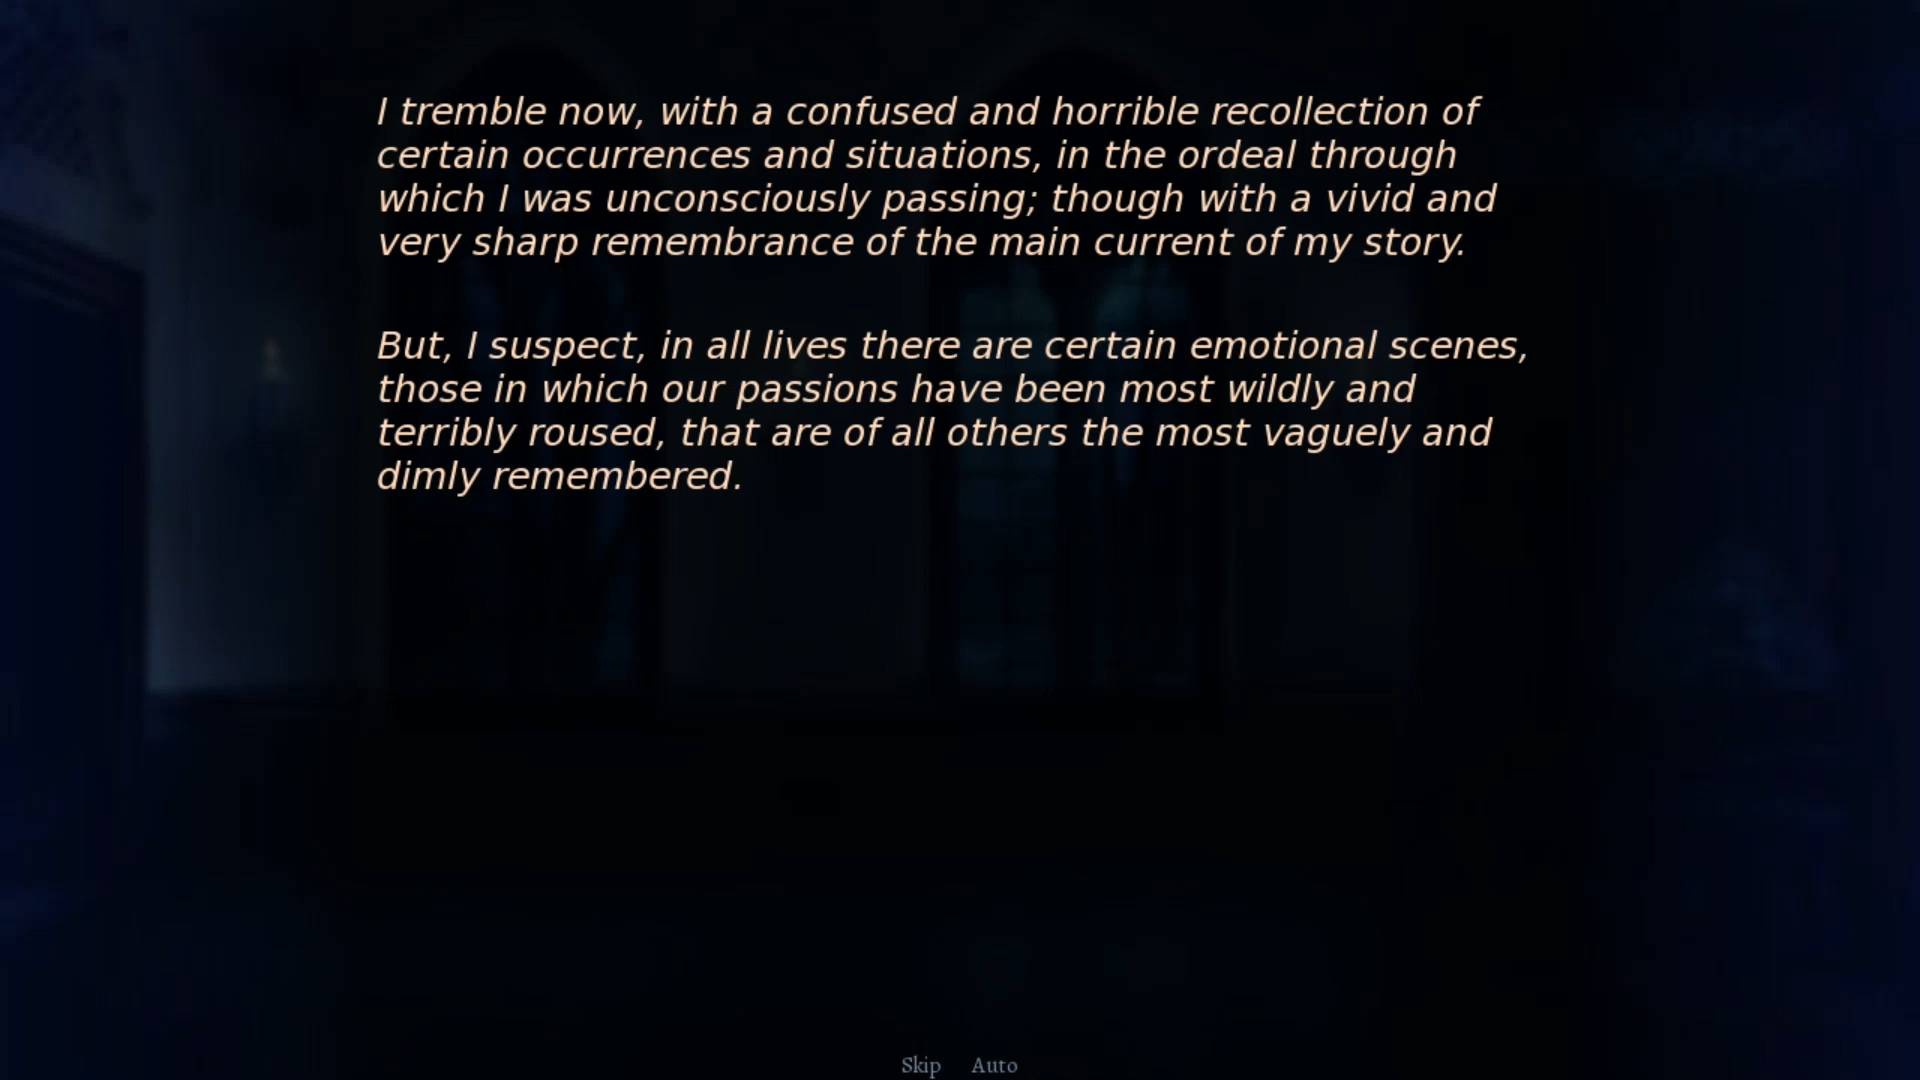 I tremble now, with a confused and horrible recollection of
certain occurrences and situations, in the ordeal through
which I was unconsciously passing; though with a vivid and
very sharp remembrance of the main current of my story.
But, I suspect, in all lives there are certain emotional scenes,
those in which our passions have been most wildly and
terribly roused, that are of all others the most vaguely and
dimly remembered.
Skip Auto